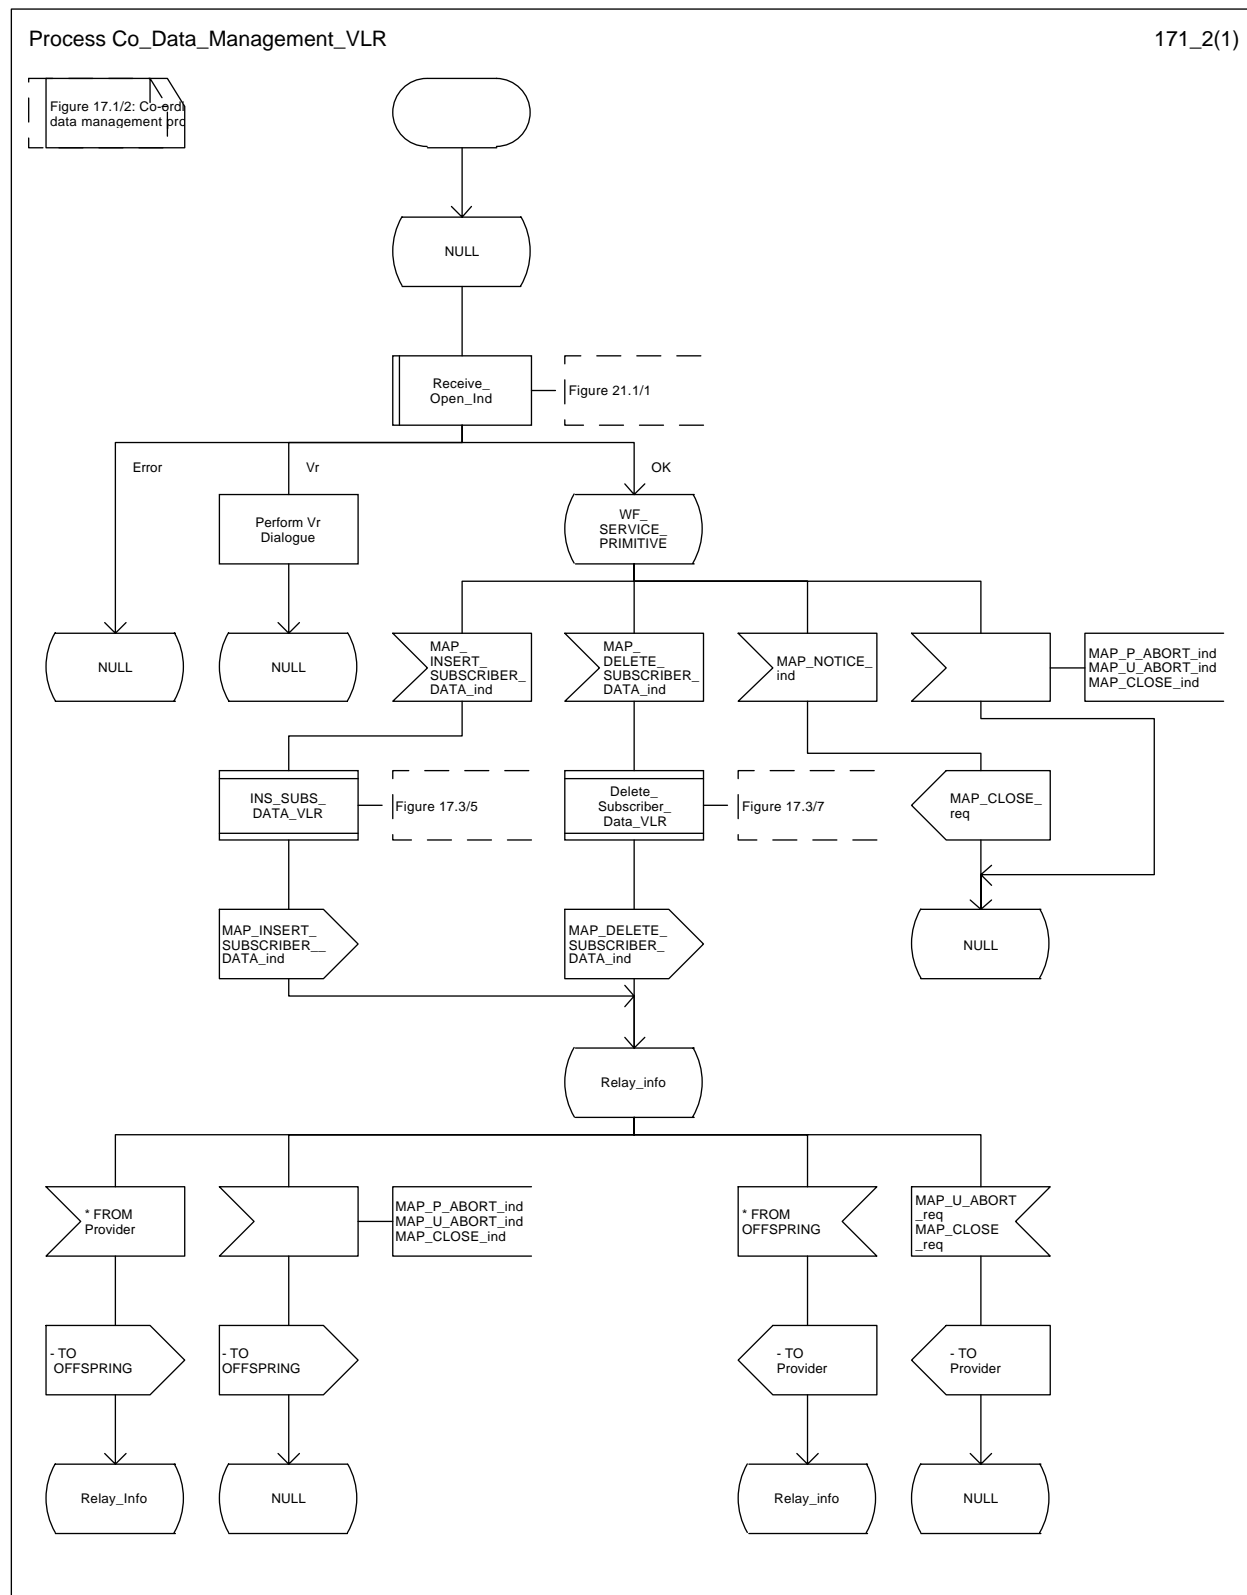 Process Co_Data_Management_VLR
171_2(1)
Figure 17.1/2: Co-ordi
data management pro
NULL
Receive_
Open_Ind
Figure 21.1/1
Error
Vr
OK
Perform Vr
Dialogue
WF_
SERVICE_
PRIMITIVE
NULL
NULL
MAP_
INSERT_
SUBSCRIBER_
DATA_ind
MAP_
DELETE_
SUBSCRIBER_
DATA_ind
MAP_NOTICE_
ind
MAP_P_ABORT_ind
MAP_U_ABORT_ind
MAP_CLOSE_ind
INS_SUBS_
DATA_VLR
Figure 17.3/5
Delete_
Subscriber_
Data_VLR
Figure 17.3/7
MAP_CLOSE_
req
MAP_INSERT_
SUBSCRIBER__
DATA_ind
MAP_DELETE_
SUBSCRIBER_
DATA_ind
NULL
Relay_info
* FROM
Provider
MAP_P_ABORT_ind
MAP_U_ABORT_ind
MAP_CLOSE_ind
* FROM
OFFSPRING
MAP_U_ABORT
_req
MAP_CLOSE
_req
- TO
OFFSPRING
- TO
OFFSPRING
- TO
Provider
- TO
Provider
Relay_Info
NULL
Relay_info
NULL